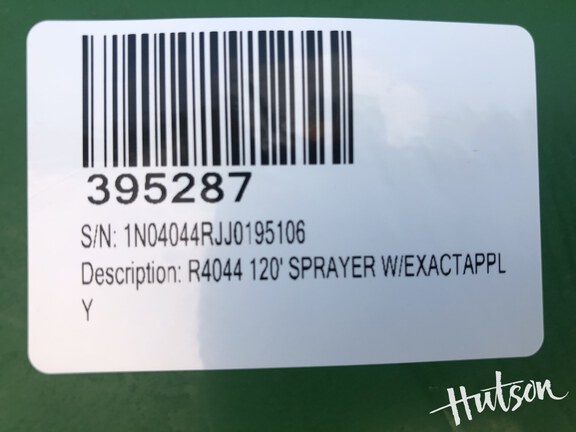 395287
S/N: 1N04044RJJ0195106
Description: R4044 120' SPRAYER W/EXACTAPPL
Y
Hutson